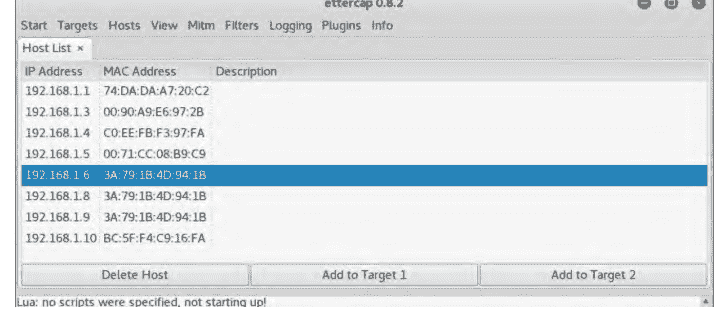 ettercap 0.8.2
Start Targets Hosts View Mitm Filters Logging Plugins Info
Host List ×
IP Address MAC Address Description
192.168.1.1 74:DA:DA:A7:20:C2
192.168.1.3 00:90:A9:E6:97:2B
192.168.1.4 C0:EE:FB:F3:97:FA
192.168.1.5 00:71:CC:08:B9:C9
192.168.1.6 3A:79:1B:4D:94:1B
192.168.1.8 3A:79:1B:4D:94:1B
192.168.1.9 3A:79:1B:4D:94:1B
192.168.1.10 BC:5F:F4:C9:16:FA
Delete Host Add to Target 1 Add to Target 2
Lua: no scripts were specified, not starting up!